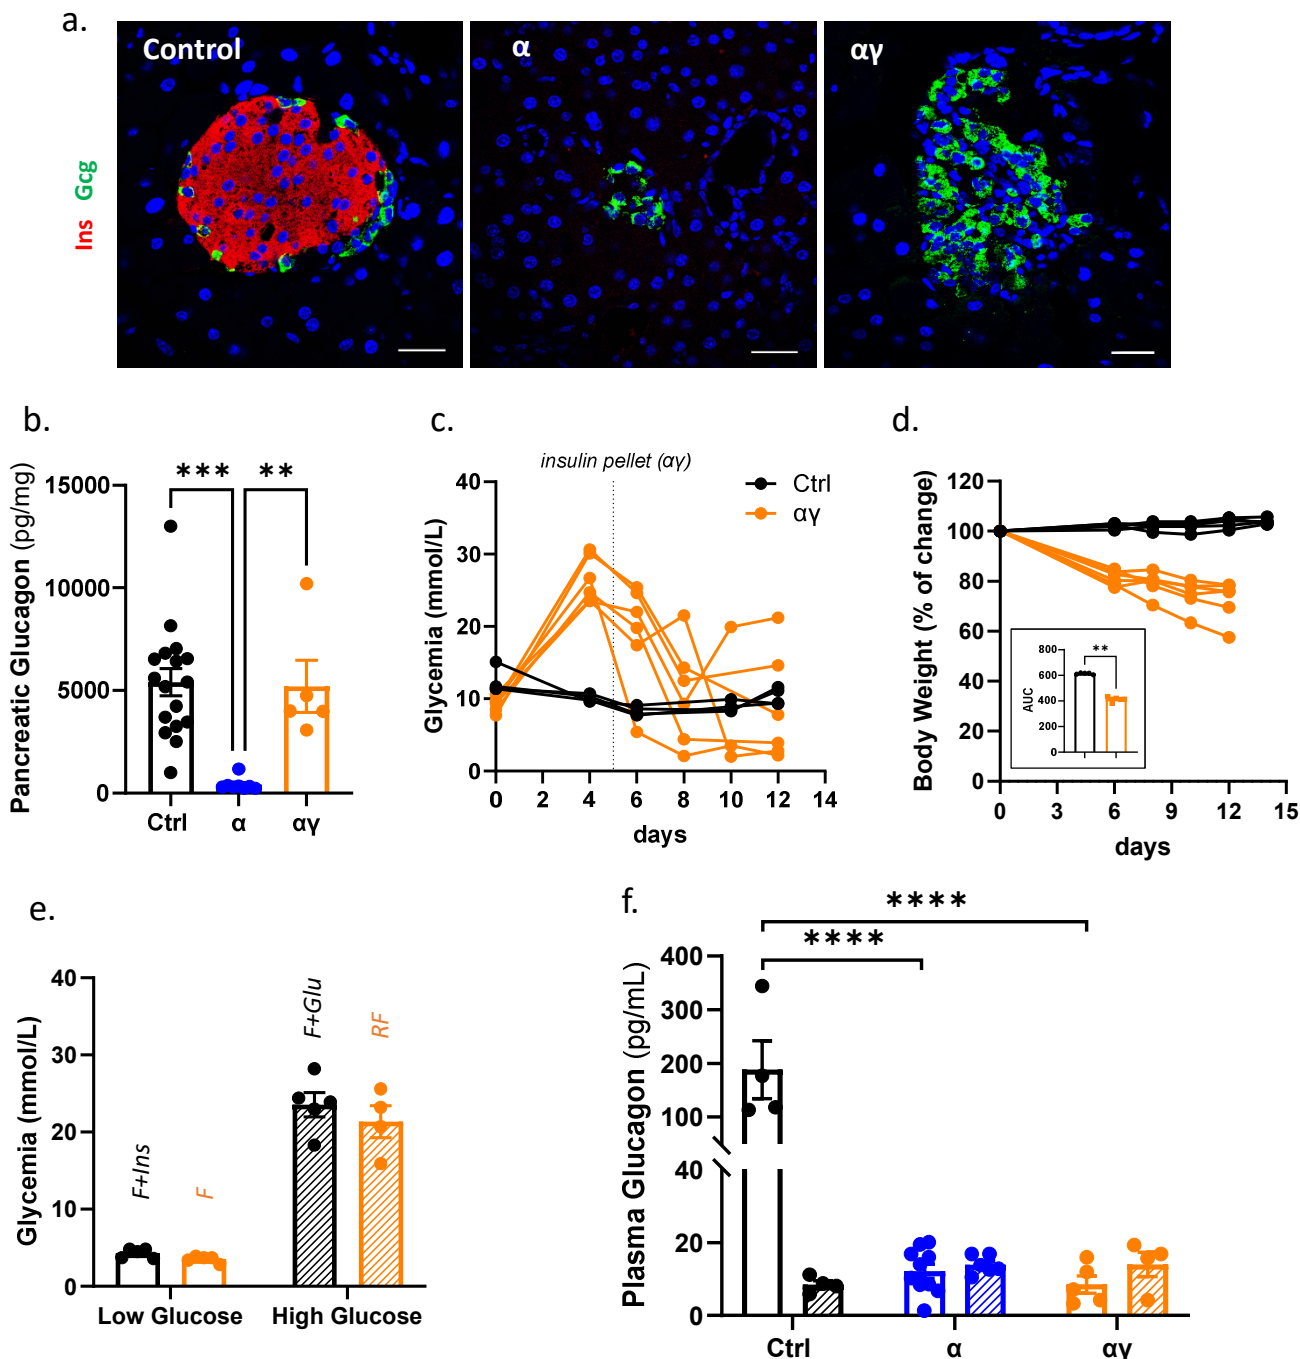 a.
Control
α
αγ
Ins Gcg
b.
Pancreatic Glucagon (pg/mg)
*** **
15000
10000
5000
0
Ctrl α αγ
c.
insulin pellet (αγ)
Ctrl
αγ
Glycemia (mmol/L)
40
30
20
10
0
0 2 4 6 8 10 12 14
days
d.
Body Weight (% of change)
120
100
80
60
40
20
0
0 3 6 9 12 15
days
AUC
800
600
400
200
0
**
e.
Glycemia (mmol/L)
40
30
20
10
0
F+Ins
F
F+Glu
RF
Low Glucose High Glucose
f.
****
****
Plasma Glucagon (pg/mL)
400
300
200
100
40
20
0
Ctrl α αγ